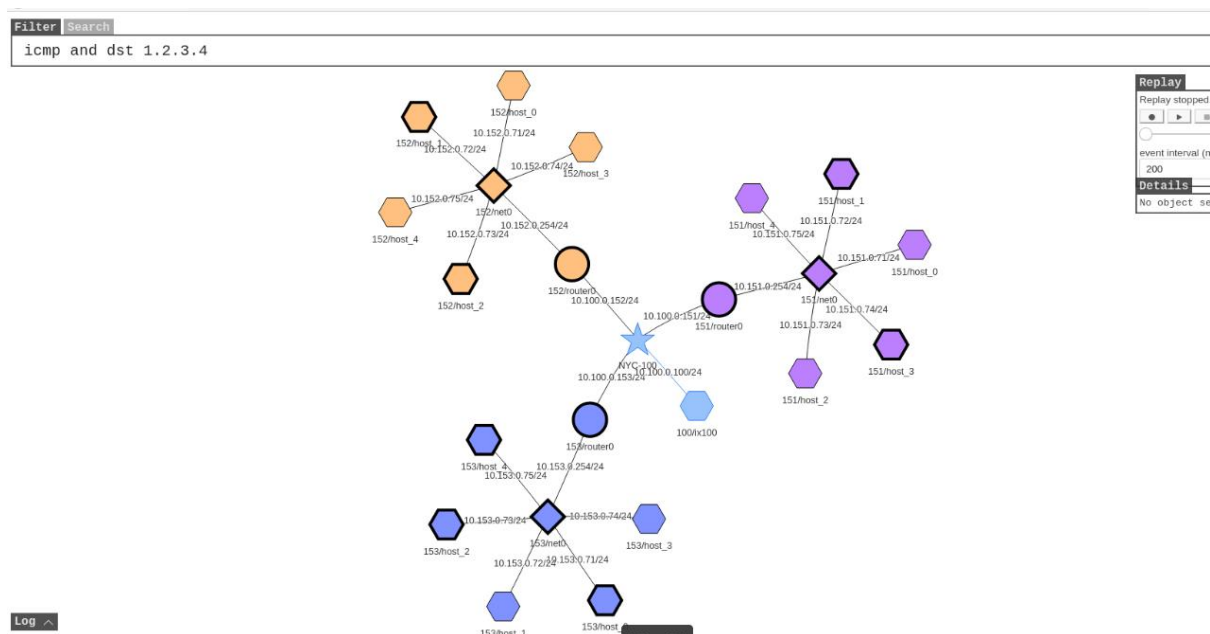 Filter Search
icmp and dst 1.2.3.4
Replay
Replay stopped.
event interval (m
200
Details
No object se
152/host_0
10.152.0.71/24
152/host_1
10.152.0.72/24
152/host_3
10.152.0.74/24
152/host_4
10.152.0.75/24
152/net0
152/host_2
10.152.0.73/24
10.152.0.254/24
152/router0
10.100.0.152/24
151/host_1
10.151.0.72/24
151/host_4
10.151.0.75/24
151/host_0
10.151.0.71/24
151/net0
10.151.0.254/24
10.151.0.74/24
151/host_3
10.151.0.73/24
151/host_2
151/router0
10.100.0.151/24
NYC-100
10.100.0.153/24
10.100.0.100/24
100/ix100
153/router0
10.153.0.254/24
153/host_4
10.153.0.75/24
153/host_2
10.153.0.73/24
153/net0
10.153.0.74/24
153/host_3
10.153.0.72/24
10.153.0.71/24
153/host_1
Log